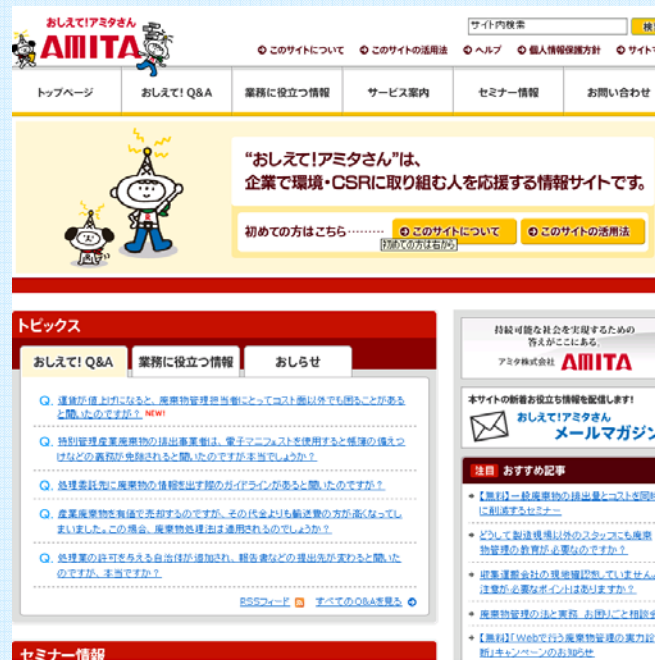 おしえて!アミタさん
AMITA
サイト内検索
このサイトについて このサイトの活用法 ヘルプ 個人情報保護方針
トップページ おしえて! Q&A 業務に役立つ情報 サービス案内 セミナー情報 お問い合わせ
“おしえて!アミタさん”は、
企業で環境・CSRに取り組む人を応援する情報サイトです。
初めての方はこちら……… このサイトについて このサイトの活用法
初めての方は右から
トピックス
おしえて! Q&A 業務に役立つ情報 おしらせ
Q. 運賃が値上げになると、廃棄物管理担当者にとってコスト面以外でも困ることがある
と聞いたのですが？ NEW!
Q. 特別管理産業廃棄物の排出事業者は、電子マニフェストを使用すると帳簿の備えつ
けなどの義務が免除されると聞いたのですが本当でしょうか？
Q. 処理委託先に廃棄物の情報を出す際のガイドラインがあると聞いたのですが？
Q. 産業廃棄物を有価で売却するのですが、その代金よりも輸送費の方が高くなってし
まいました。この場合、廃棄物処理法は適用されるのでしょうか？
Q. 処理業の許可を与える自治体が追加され、報告書などの提出先が変わると聞いた
のですが、本当ですか？
RSSフィード すべてのQ&Aを見る
セミナー情報
持続可能な社会を実現するための
答えがここにある。
アミタ株式会社 AMITA
本サイトの新着お役立ち情報を配信します!
おしえて!アミタさん
メールマガジン
注目 おすすめ記事
【無料】一般廃棄物の排出量とコストを同時
に削減するセミナー
どうして製造現場以外のスタッフにも廃棄
物管理の教育が必要なのですか？
収集運搬会社の現地確認していません。
注意が必要なポイントはありますか？
廃棄物管理の法と実務 お困りごと相談会
【無料】「Webで行う廃棄物管理の実力診
断」キャンペーンのお知らせ